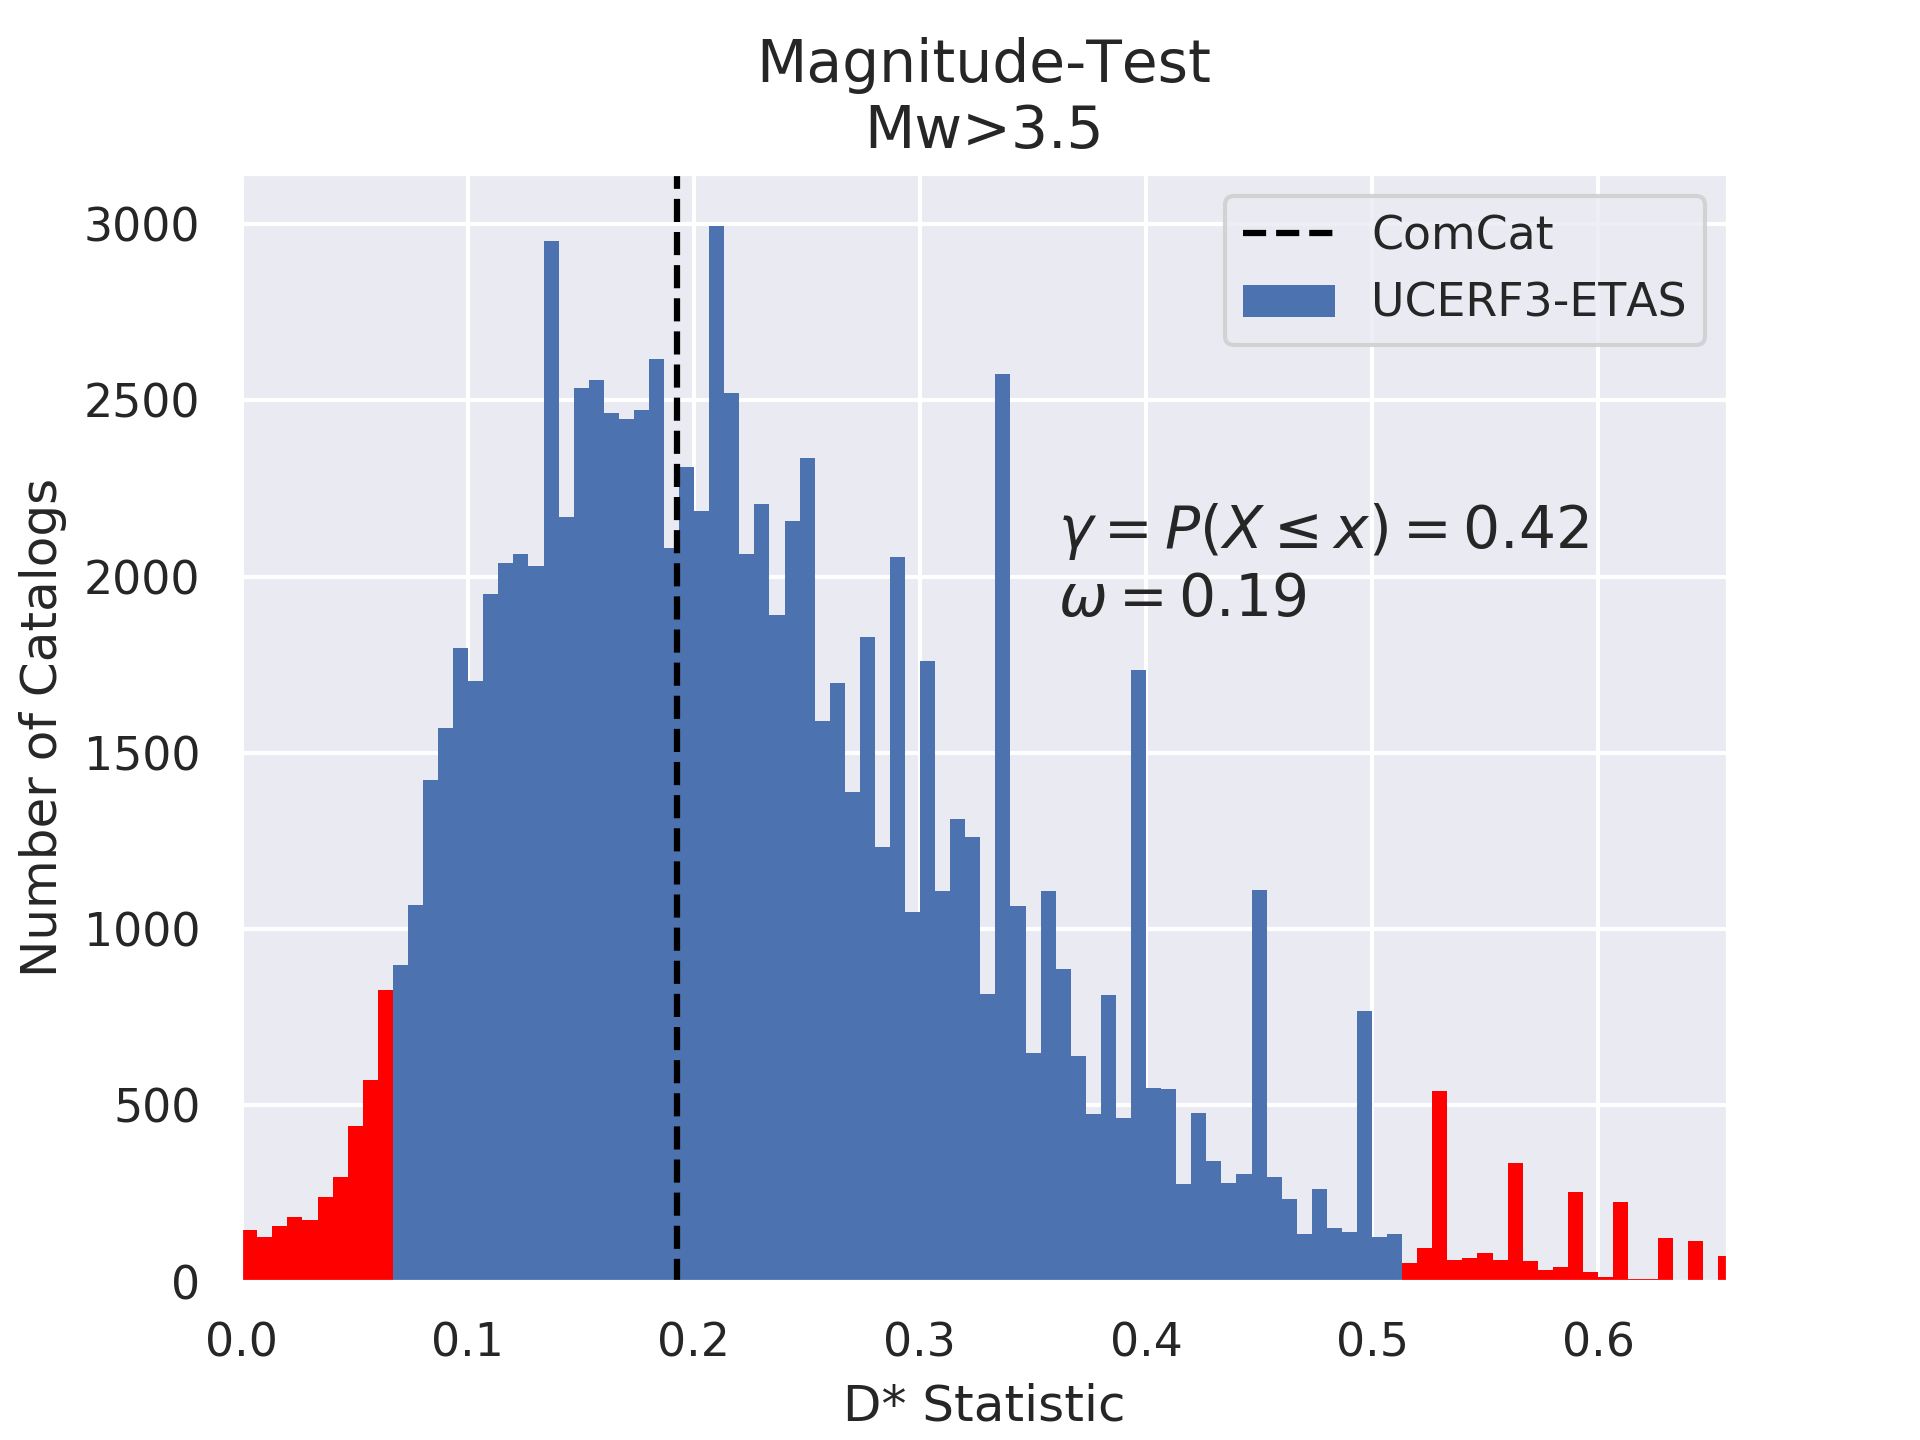 Magnitude-Test
Mw>3.5
3000
2500
2000
1500
1000
500
0
Number of Catalogs
ComCat
UCERF3-ETAS
γ = P(X ≤ x) = 0.42
ω = 0.19
0.0 0.1 0.2 0.3 0.4 0.5 0.6
D* Statistic